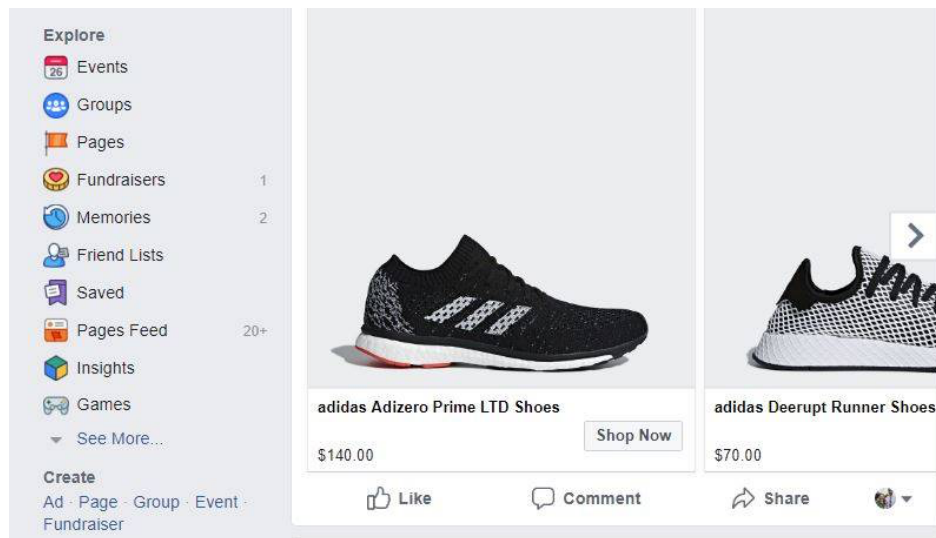 Explore
26
Events
Groups
Pages
Fundraisers 1
Memories 2
Friend Lists
Saved
Pages Feed 20+
Insights
Games
See More...
Create
Ad · Page · Group · Event ·
Fundraiser
adidas Adizero Prime LTD Shoes
Shop Now
$140.00
adidas Deerupt Runner Shoes
$70.00
Like
Comment
Share